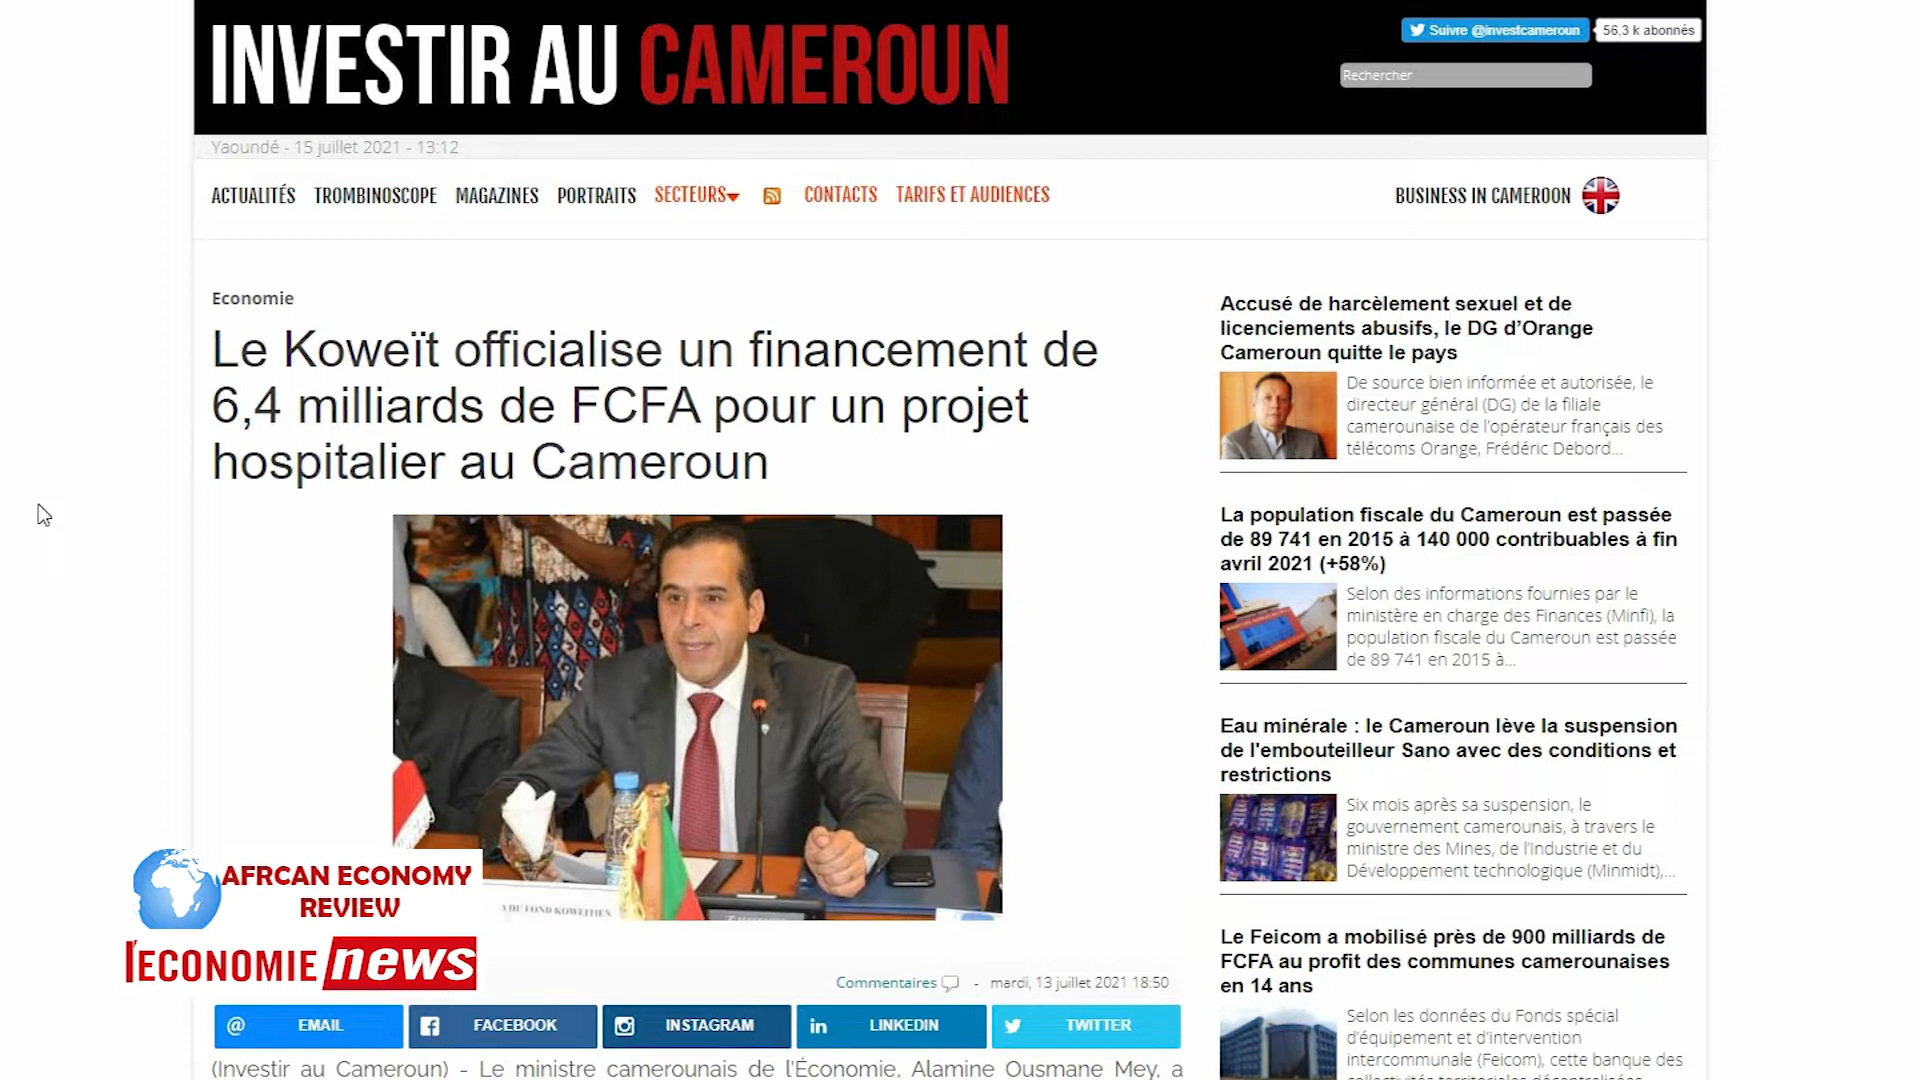 INVESTIR AU CAMEROUN
Suivre @investcameroun
56,3 k abonnés
Rechercher
Yaoundé - 15 juillet 2021 - 13:12
ACTUALITÉS TROMBINOSCOPE MAGAZINES PORTRAITS SECTEURS CONTACTS TARIFS ET AUDIENCES
BUSINESS IN CAMEROON
Economie
Le Koweït officialise un financement de
6,4 milliards de FCFA pour un projet
hospitalier au Cameroun
DU FOND KOWEITIEN
AFRCAN ECONOMY
REVIEW
l'ECONOMIE news
Commentaires - mardi, 13 juillet 2021 18:50
@ EMAIL
FACEBOOK
INSTAGRAM
in LINKEDIN
TWITTER
(Investir au Cameroun) - Le ministre camerounais de l'Économie, Alamine Ousmane Mey, a
Accusé de harcèlement sexuel et de
licenciements abusifs, le DG d’Orange
Cameroun quitte le pays
De source bien informée et autorisée, le
directeur général (DG) de la filiale
camerounaise de l’opérateur français des
télécoms Orange, Frédéric Debord...
La population fiscale du Cameroun est passée
de 89 741 en 2015 à 140 000 contribuables à fin
avril 2021 (+58%)
Selon des informations fournies par le
ministère en charge des Finances (Minfi), la
population fiscale du Cameroun est passée
de 89 741 en 2015 à...
Eau minérale : le Cameroun lève la suspension
de l'embouteilleur Sano avec des conditions et
restrictions
Six mois après sa suspension, le
gouvernement camerounais, à travers le
ministre des Mines, de l’Industrie et du
Développement technologique (Minmidt),...
Le Feicom a mobilisé près de 900 milliards de
FCFA au profit des communes camerounaises
en 14 ans
Selon les données du Fonds spécial
d’équipement et d’intervention
intercommunale (Feicom), cette banque des
collectivités territoriales décentralisées